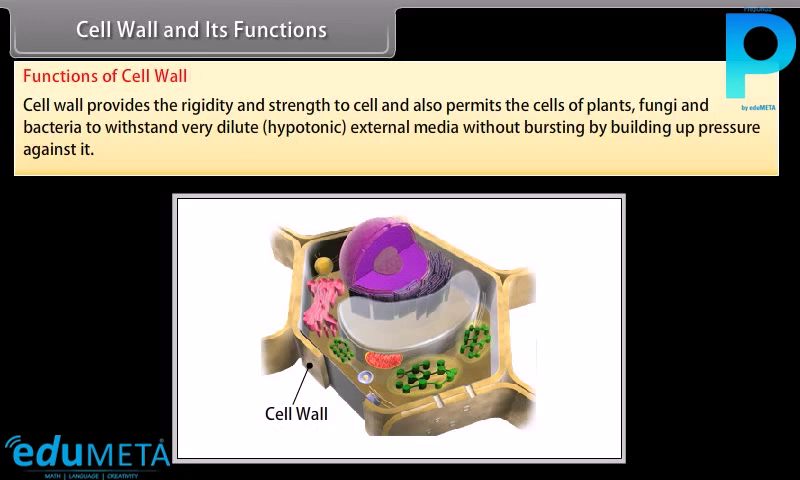 Cell Wall and Its Functions
Functions of Cell Wall
Cell wall provides the rigidity and strength to cell and also permits the cells of plants, fungi and
bacteria to withstand very dilute (hypotonic) external media without bursting by building up pressure
against it.
P
by eduMETA
Cell Wall
eduMETA
MATH | LANGUAGE | CREATIVITY